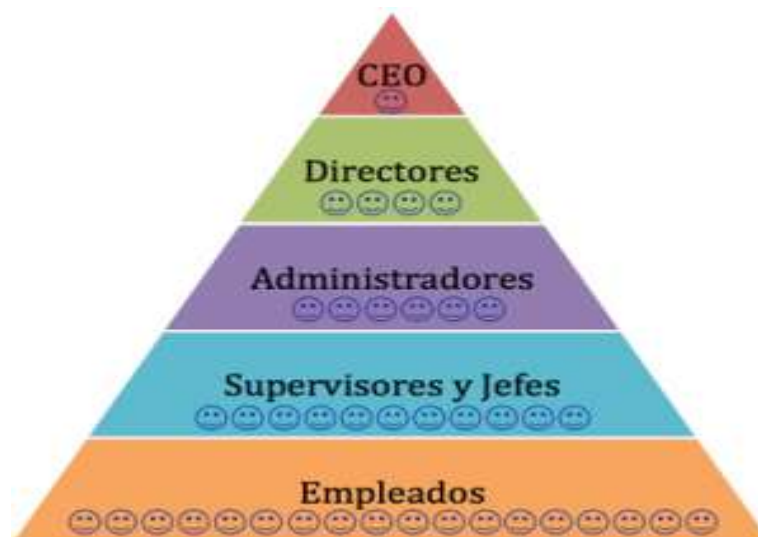 CEO
Directores
Administradores
Supervisores y Jefes
Empleados